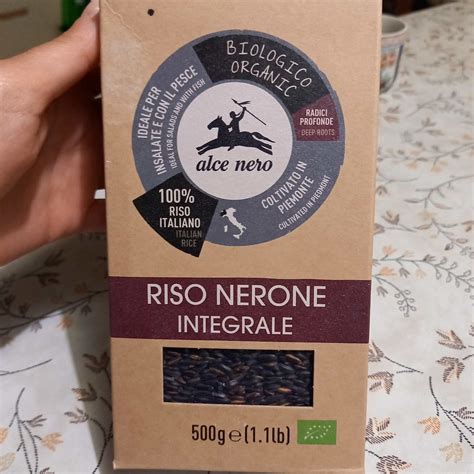 BIOLOGICO
ORGANIC
IDEALE PER
INSALATE E CON IL PESCE
IDEAL FOR SALADS AND WITH FISH
RADICI
PROFONDE
DEEP ROOTS
alce nero
100%
RISO
ITALIANO
ITALIAN
RICE
COLTIVATO IN
PIEMONTE
CULTIVATED IN PIEDMONT
RISO NERONE
INTEGRALE
500g e (1.1lb)